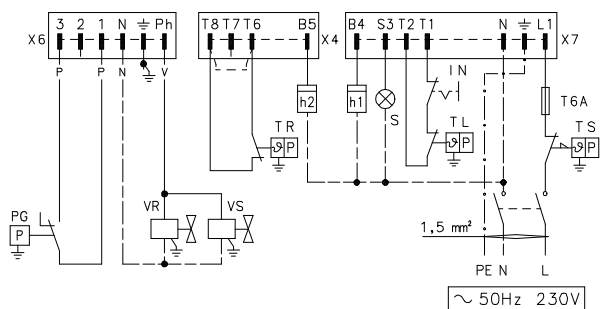 3 2 1 N Ph
T8 T7 T6 B5
B4 S3 T2 T1 N L1
X6
X4
X7
P P N V
IN
h2
h1
T6A
S
TR
ϑ P
TL
ϑ P
TS
ϑ P
VR VS
PG
P
1,5 mm²
PE N L
~ 50Hz 230V